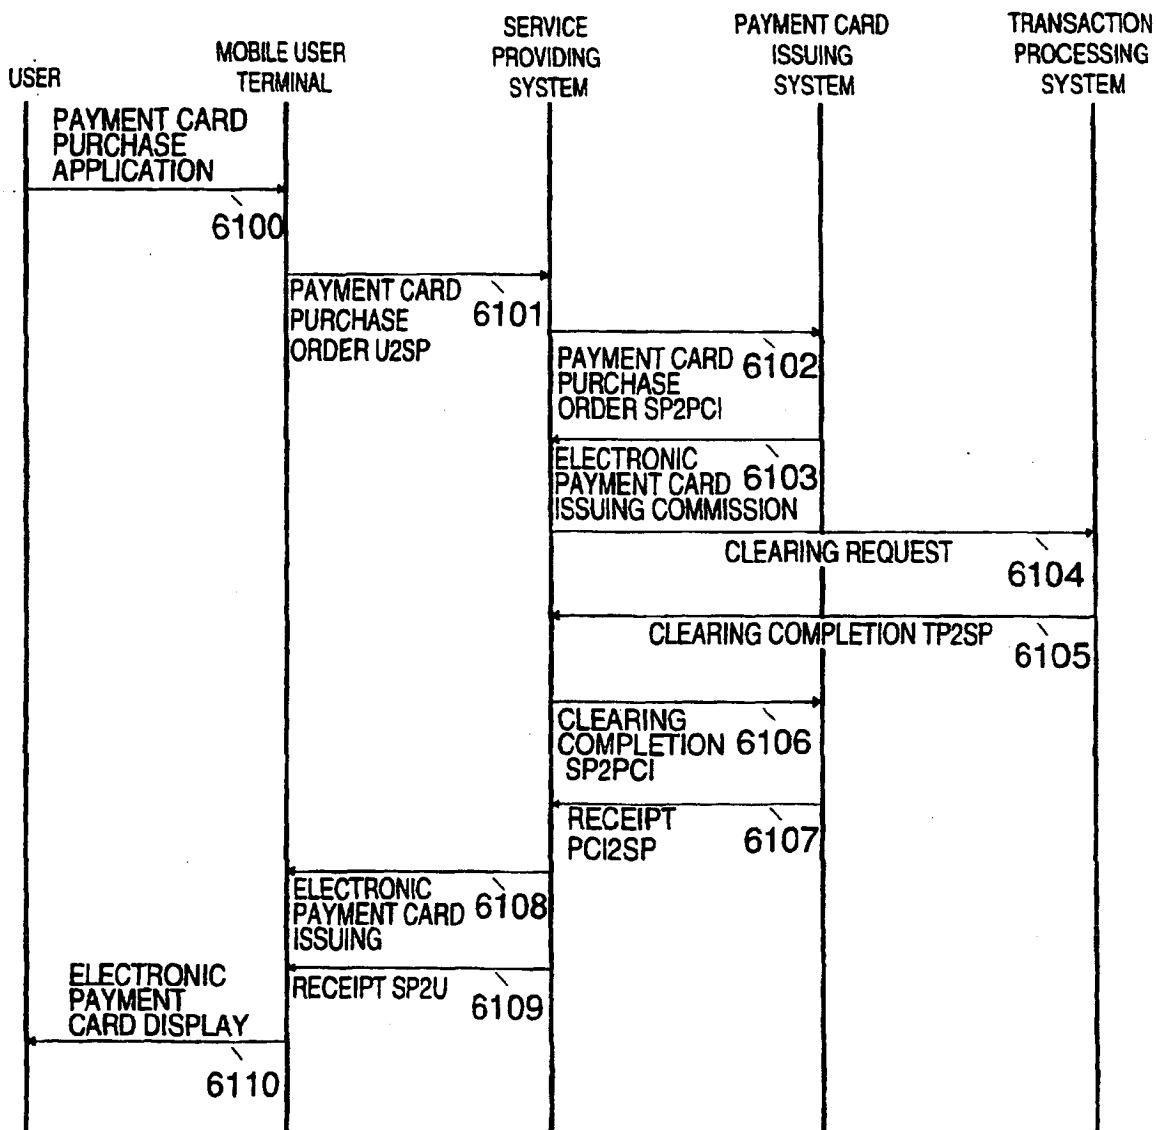 USER
MOBILE USER
TERMINAL
SERVICE
PROVIDING
SYSTEM
PAYMENT CARD
ISSUING
SYSTEM
TRANSACTION
PROCESSING
SYSTEM
PAYMENT CARD
PURCHASE
APPLICATION
6100
PAYMENT CARD
PURCHASE
ORDER U2SP
6101
PAYMENT CARD
PURCHASE
ORDER SP2PCI
6102
ELECTRONIC
PAYMENT CARD
ISSUING COMMISSION
6103
CLEARING REQUEST
6104
CLEARING COMPLETION TP2SP
6105
CLEARING
COMPLETION
SP2PCI
6106
RECEIPT
PCI2SP
6107
ELECTRONIC
PAYMENT CARD
ISSUING
6108
RECEIPT SP2U
6109
ELECTRONIC
PAYMENT
CARD DISPLAY
6110